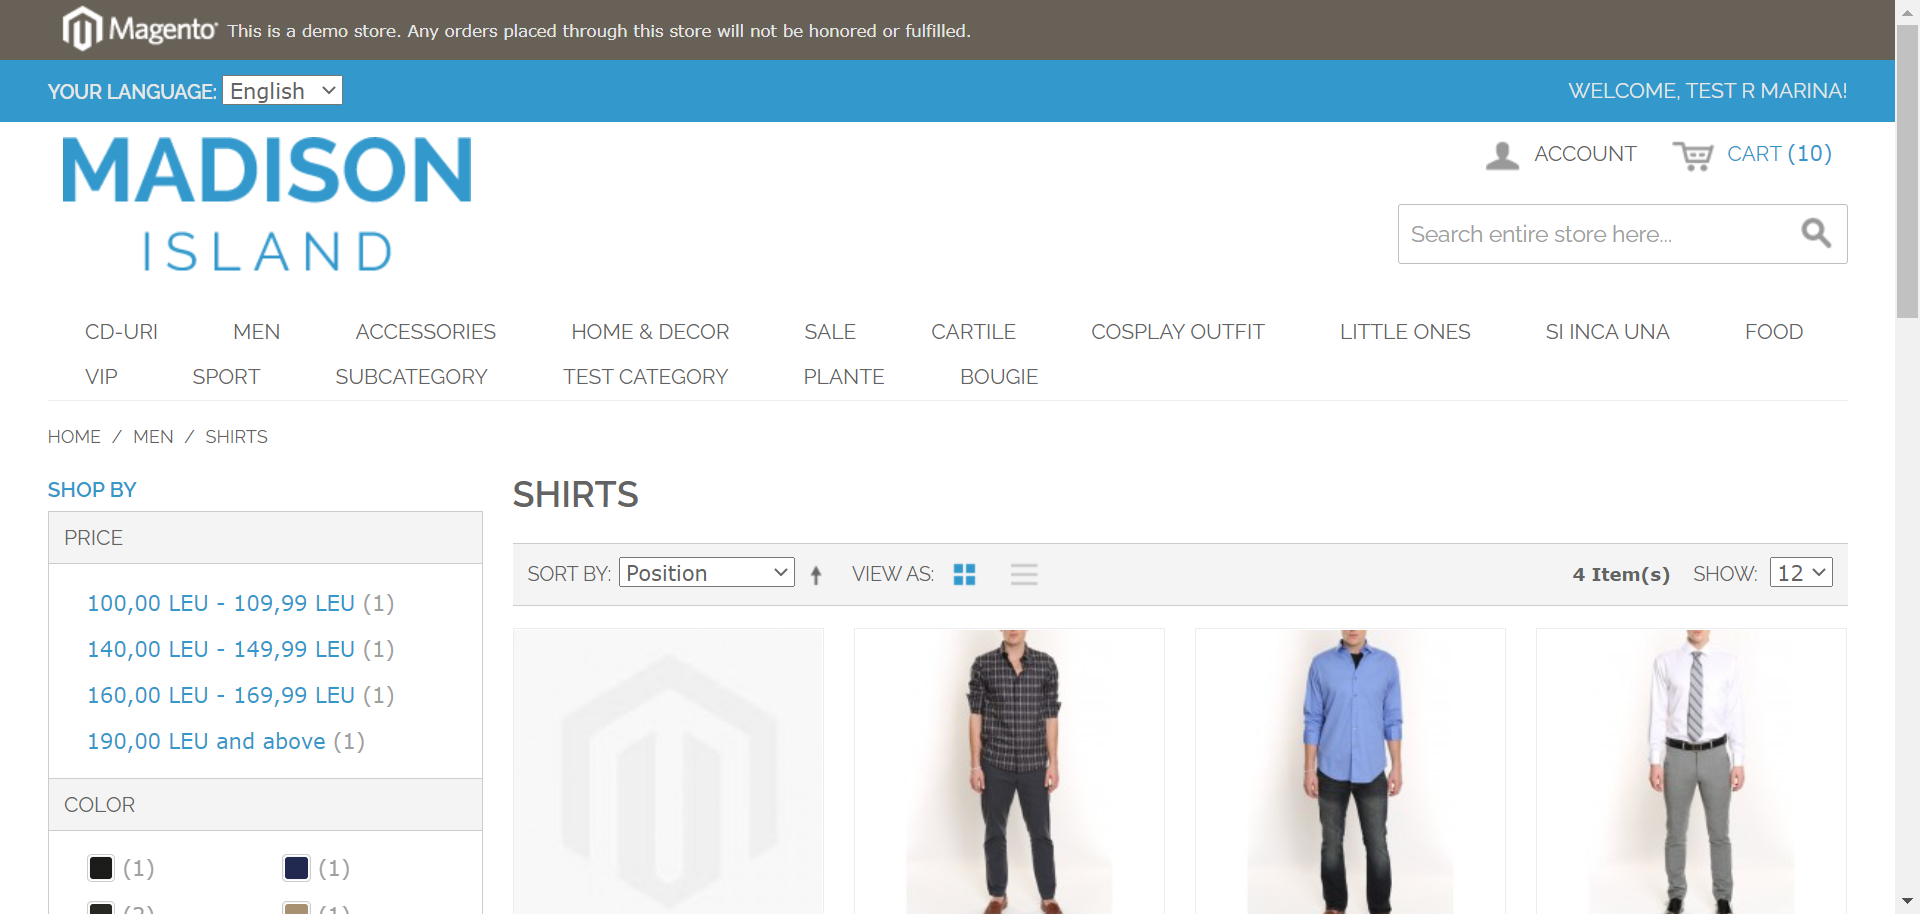 Magento This is a demo store. Any orders placed through this store will not be honored or fulfilled.
YOUR LANGUAGE: English WELCOME, TEST R MARINA!
MADISON
ISLAND
ACCOUNT CART (10)
Search entire store here...
CD-URI MEN ACCESSORIES HOME & DECOR SALE CARTILE COSPLAY OUTFIT LITTLE ONES SI INCA UNA FOOD
VIP SPORT SUBCATEGORY TEST CATEGORY PLANTE BOUGIE
HOME / MEN / SHIRTS
SHOP BY
PRICE
100,00 LEU - 109,99 LEU (1)
140,00 LEU - 149,99 LEU (1)
160,00 LEU - 169,99 LEU (1)
190,00 LEU and above (1)
COLOR
(1) (1)
SHIRTS
SORT BY: Position VIEW AS: 4 Item(s) SHOW: 12